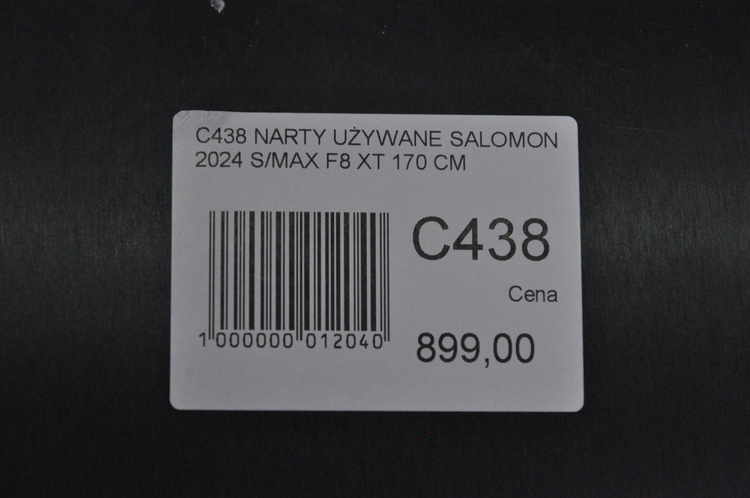 C438 NARTY UŻYWANE SALOMON
2024 S/MAX F8 XT 170 CM
C438
Cena
1 000000 012040
899,00